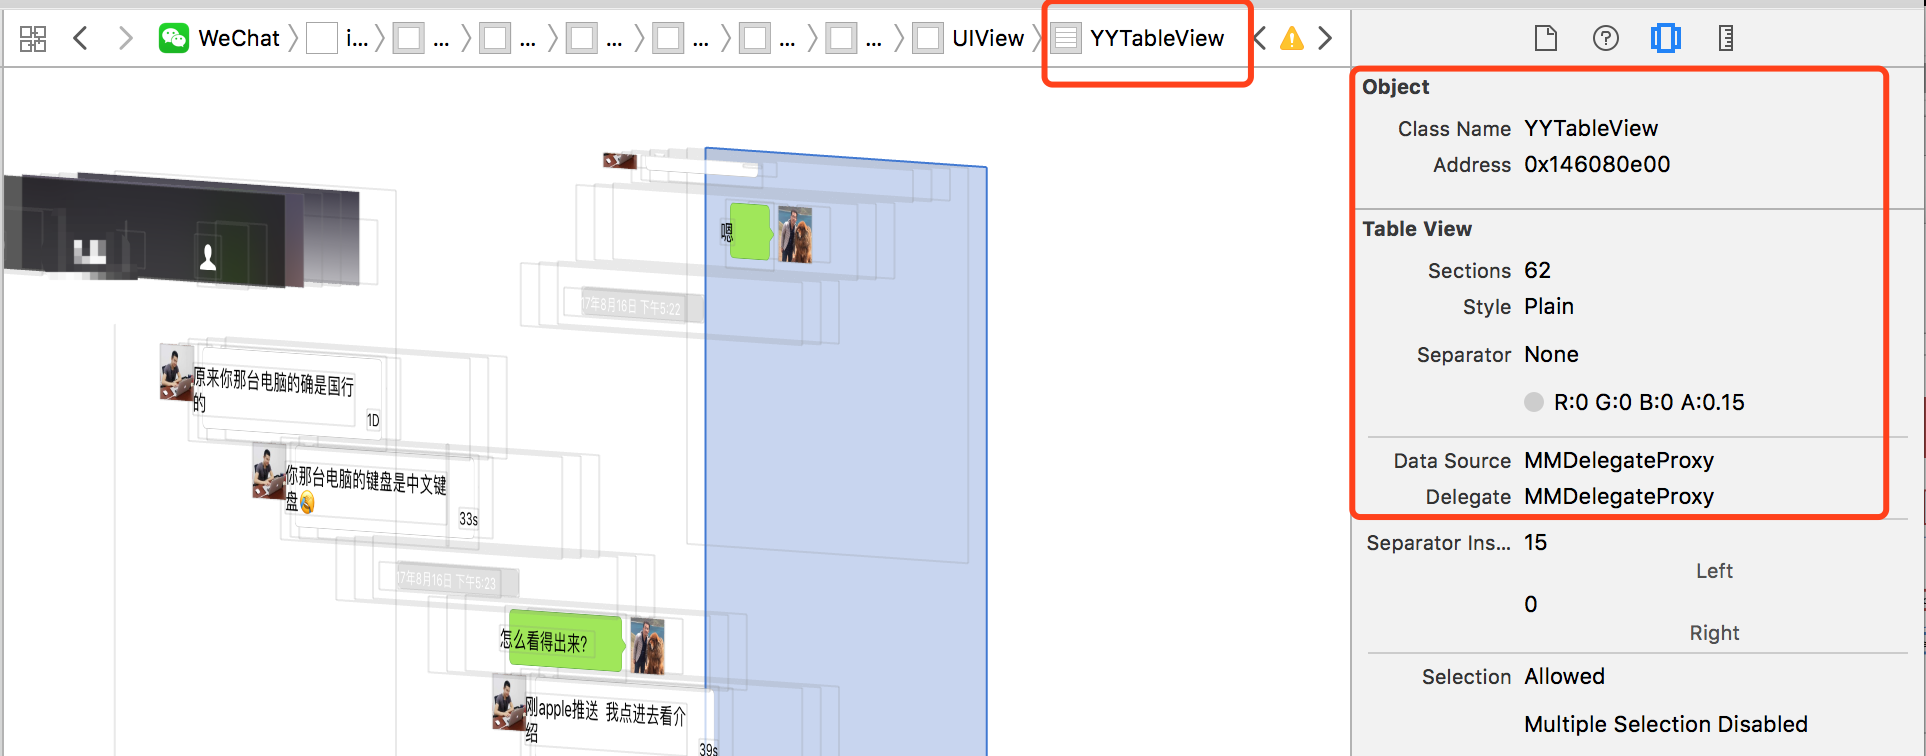 WeChat
i...
...
...
...
...
...
...
UIView
YYTableView
Object
Class Name YYTableView
Address 0x146080e00
Table View
Sections 62
Style Plain
Separator None
R:0 G:0 B:0 A:0.15
Data Source MMDelegateProxy
Delegate MMDelegateProxy
Separator Ins... 15
Left
0
Right
Selection Allowed
Multiple Selection Disabled
嗯
17年8月16日 下午5:22
原来你那台电脑的确是国行
的
1D
你那台电脑的键盘是中文键
盘😂
33s
17年8月16日 下午5:23
怎么看得出来?
刚apple推送 我点进去看介
绍
39s